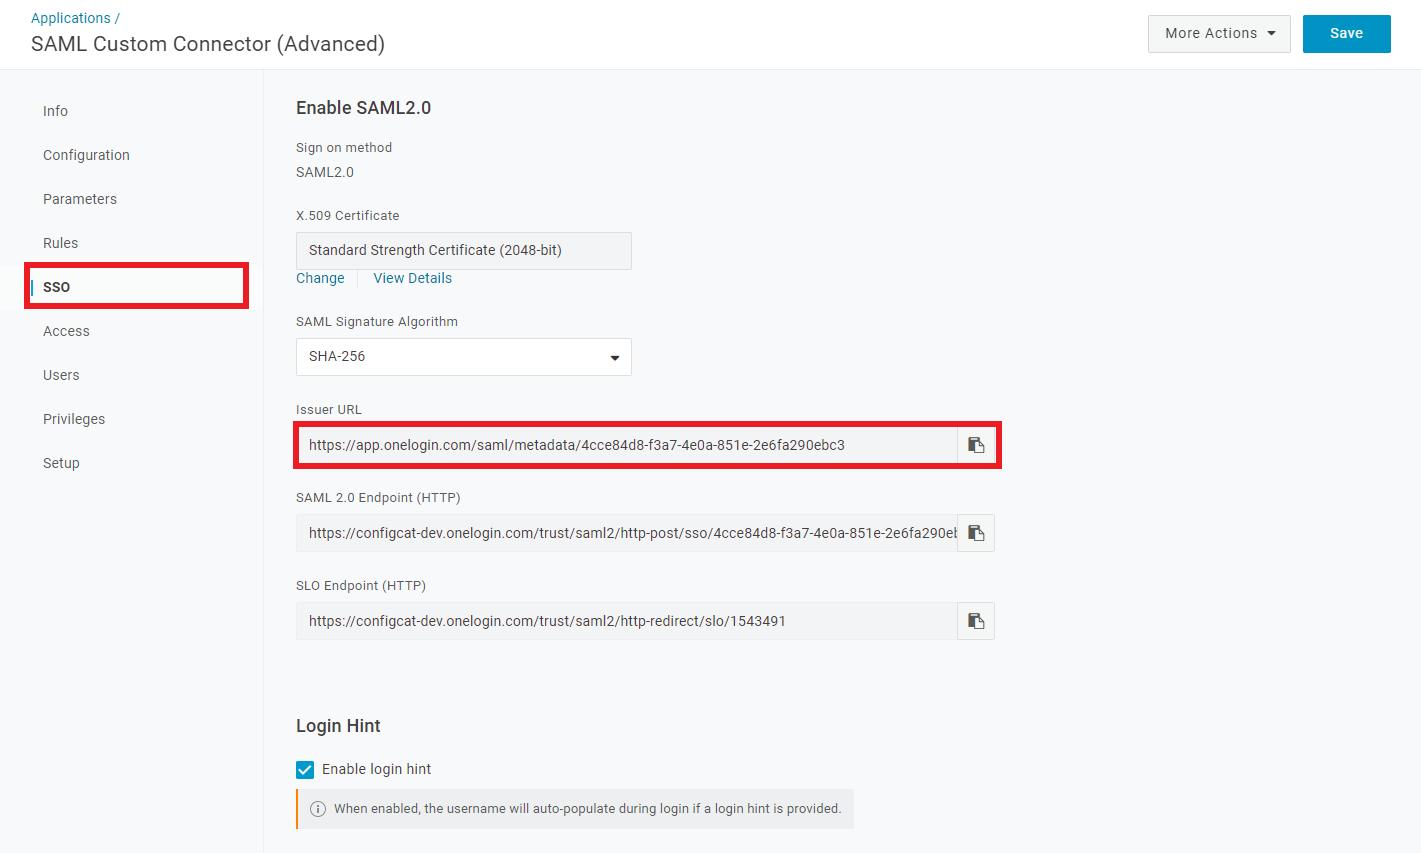 Applications /
SAML Custom Connector (Advanced)
More Actions
Save
Info
Configuration
Parameters
Rules
SSO
Access
Users
Privileges
Setup
Enable SAML2.0
Sign on method
SAML2.0
X.509 Certificate
Standard Strength Certificate (2048-bit)
Change
View Details
SAML Signature Algorithm
SHA-256
Issuer URL
https://app.onelogin.com/saml/metadata/4cce84d8-f3a7-4e0a-851e-2e6fa290ebc3
SAML 2.0 Endpoint (HTTP)
https://configcat-dev.onelogin.com/trust/saml2/http-post/sso/4cce84d8-f3a7-4e0a-851e-2e6fa290eb
SLO Endpoint (HTTP)
https://configcat-dev.onelogin.com/trust/saml2/http-redirect/slo/1543491
Login Hint
Enable login hint
When enabled, the username will auto-populate during login if a login hint is provided.